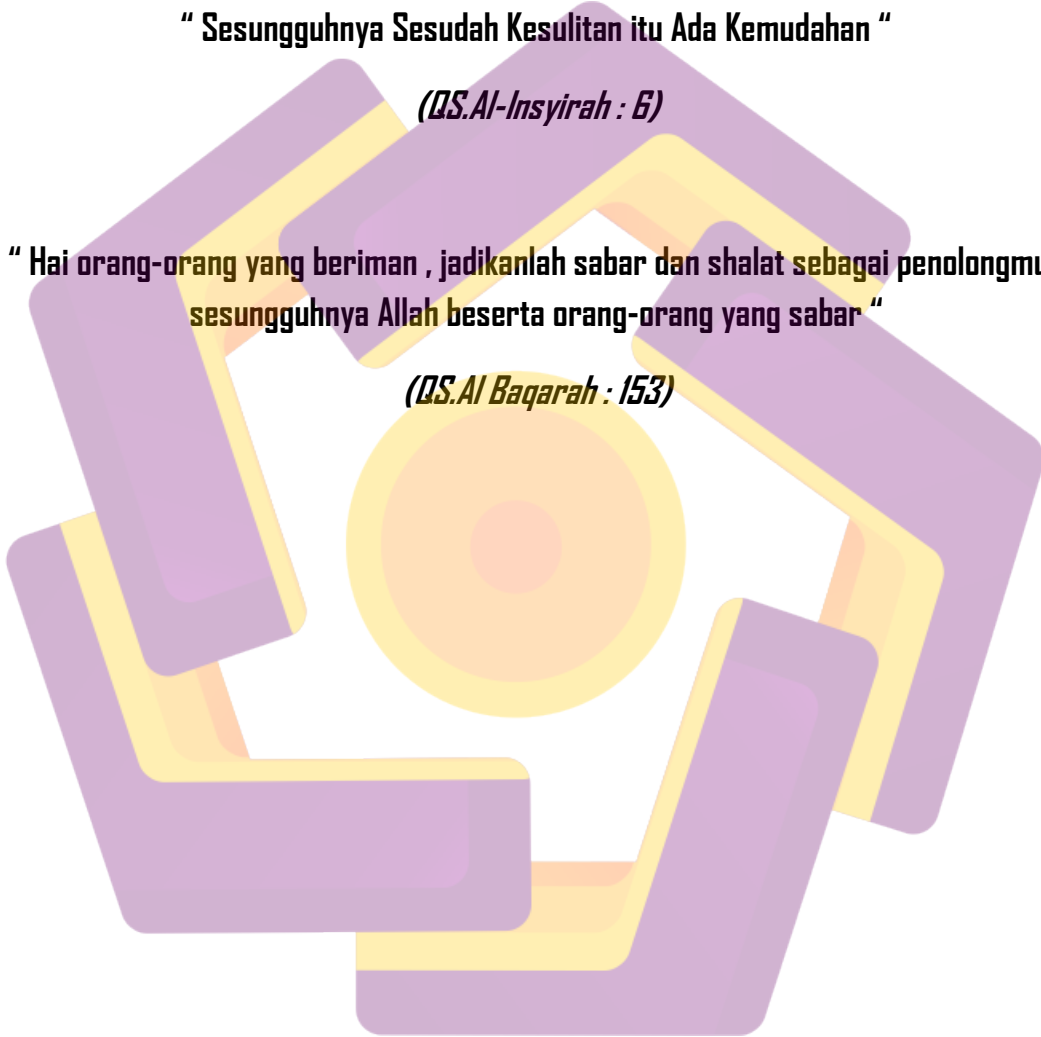 “ Sesungguhnya Sesudah Kesulitan itu Ada Kemudahan “
(QS.Al-Insyirah : 6)
“ Hai orang-orang yang beriman , jadikanlah sabar dan shalat sebagai penolongmu
sesungguhnya Allah beserta orang-orang yang sabar “
(QS.Al Baqarah : 153)